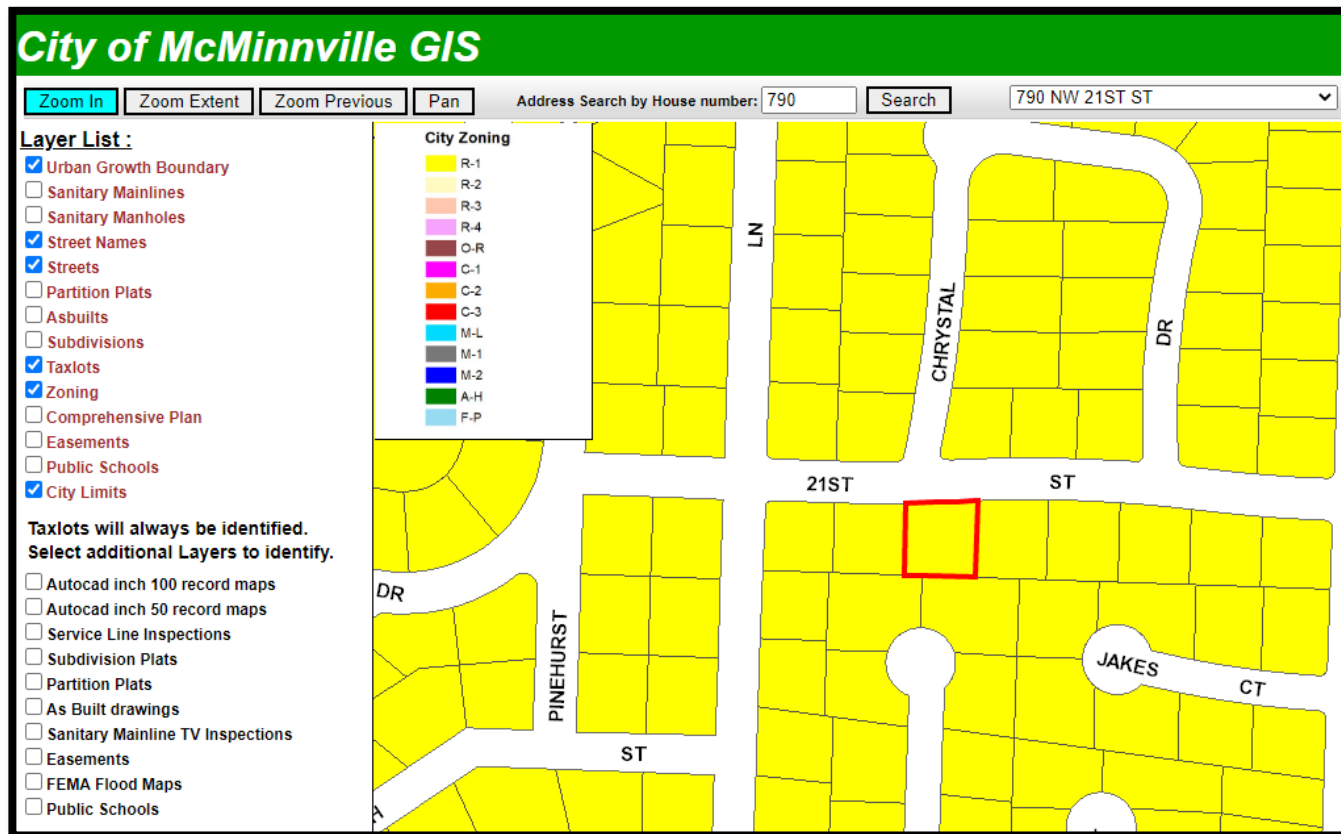 City of McMinnville GIS
Zoom In Zoom Extent Zoom Previous Pan Address Search by House number: 790 Search 790 NW 21ST ST
Layer List :
Urban Growth Boundary
Sanitary Mainlines
Sanitary Manholes
Street Names
Streets
Partition Plats
Asbuilts
Subdivisions
Taxlots
Zoning
Comprehensive Plan
Easements
Public Schools
City Limits
Taxlots will always be identified.
Select additional Layers to identify.
Autocad inch 100 record maps
Autocad inch 50 record maps
Service Line Inspections
Subdivision Plats
Partition Plats
As Built drawings
Sanitary Mainline TV Inspections
Easements
FEMA Flood Maps
Public Schools
City Zoning
R-1
R-2
R-3
R-4
O-R
C-1
C-2
C-3
M-L
M-1
M-2
A-H
F-P
LN
CHRYSTAL
DR
21ST ST
DR
PINEHURST
JAKES CT
ST